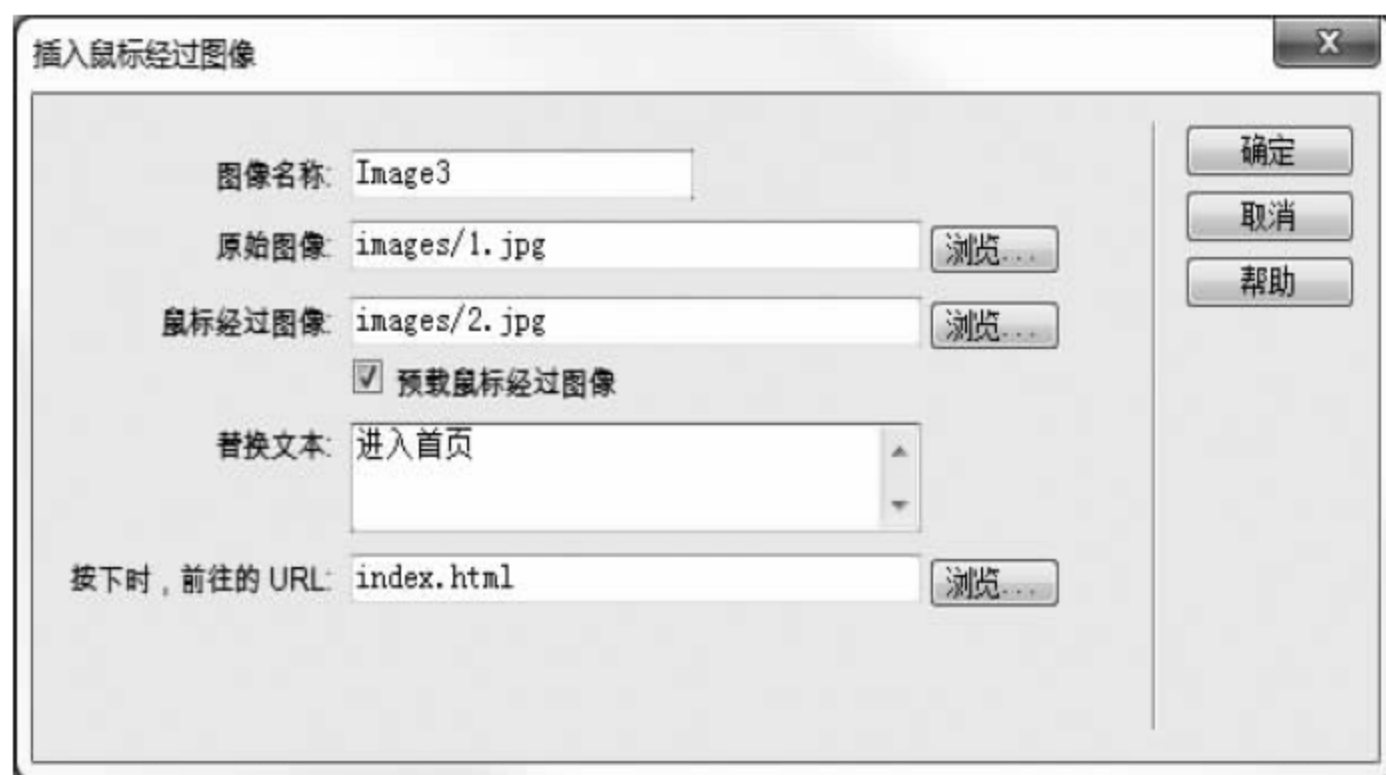 插入鼠标经过图像
图像名称: Image3
原始图像: images/1.jpg 浏览...
鼠标经过图像: images/2.jpg 浏览...
预载鼠标经过图像
替换文本: 进入首页
按下时，前往的 URL: index.html 浏览...
确定
取消
帮助